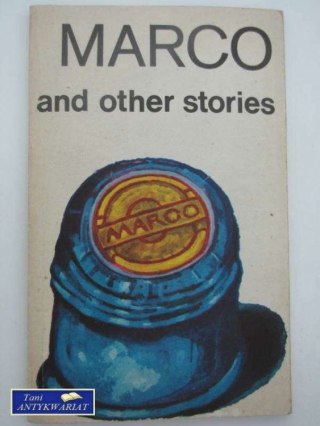 MARCO
and other stories
MARCO
Tani
ANTYKWARIAT